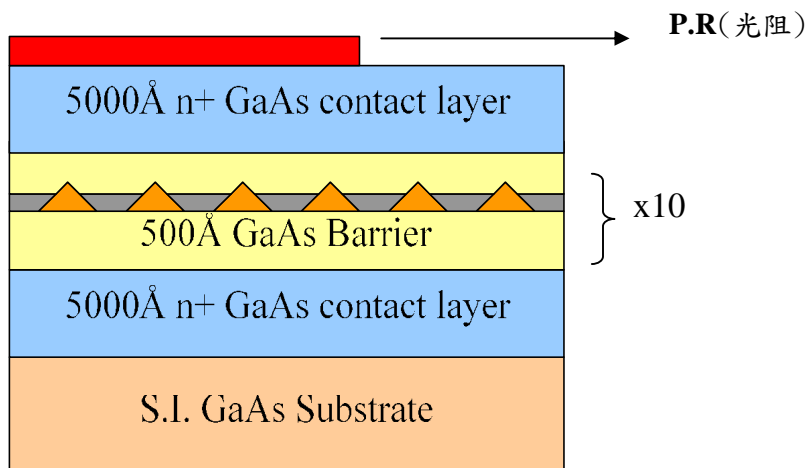 P.R(光阻)
5000Å n+ GaAs contact layer
500Å GaAs Barrier
x10
5000Å n+ GaAs contact layer
S.I. GaAs Substrate